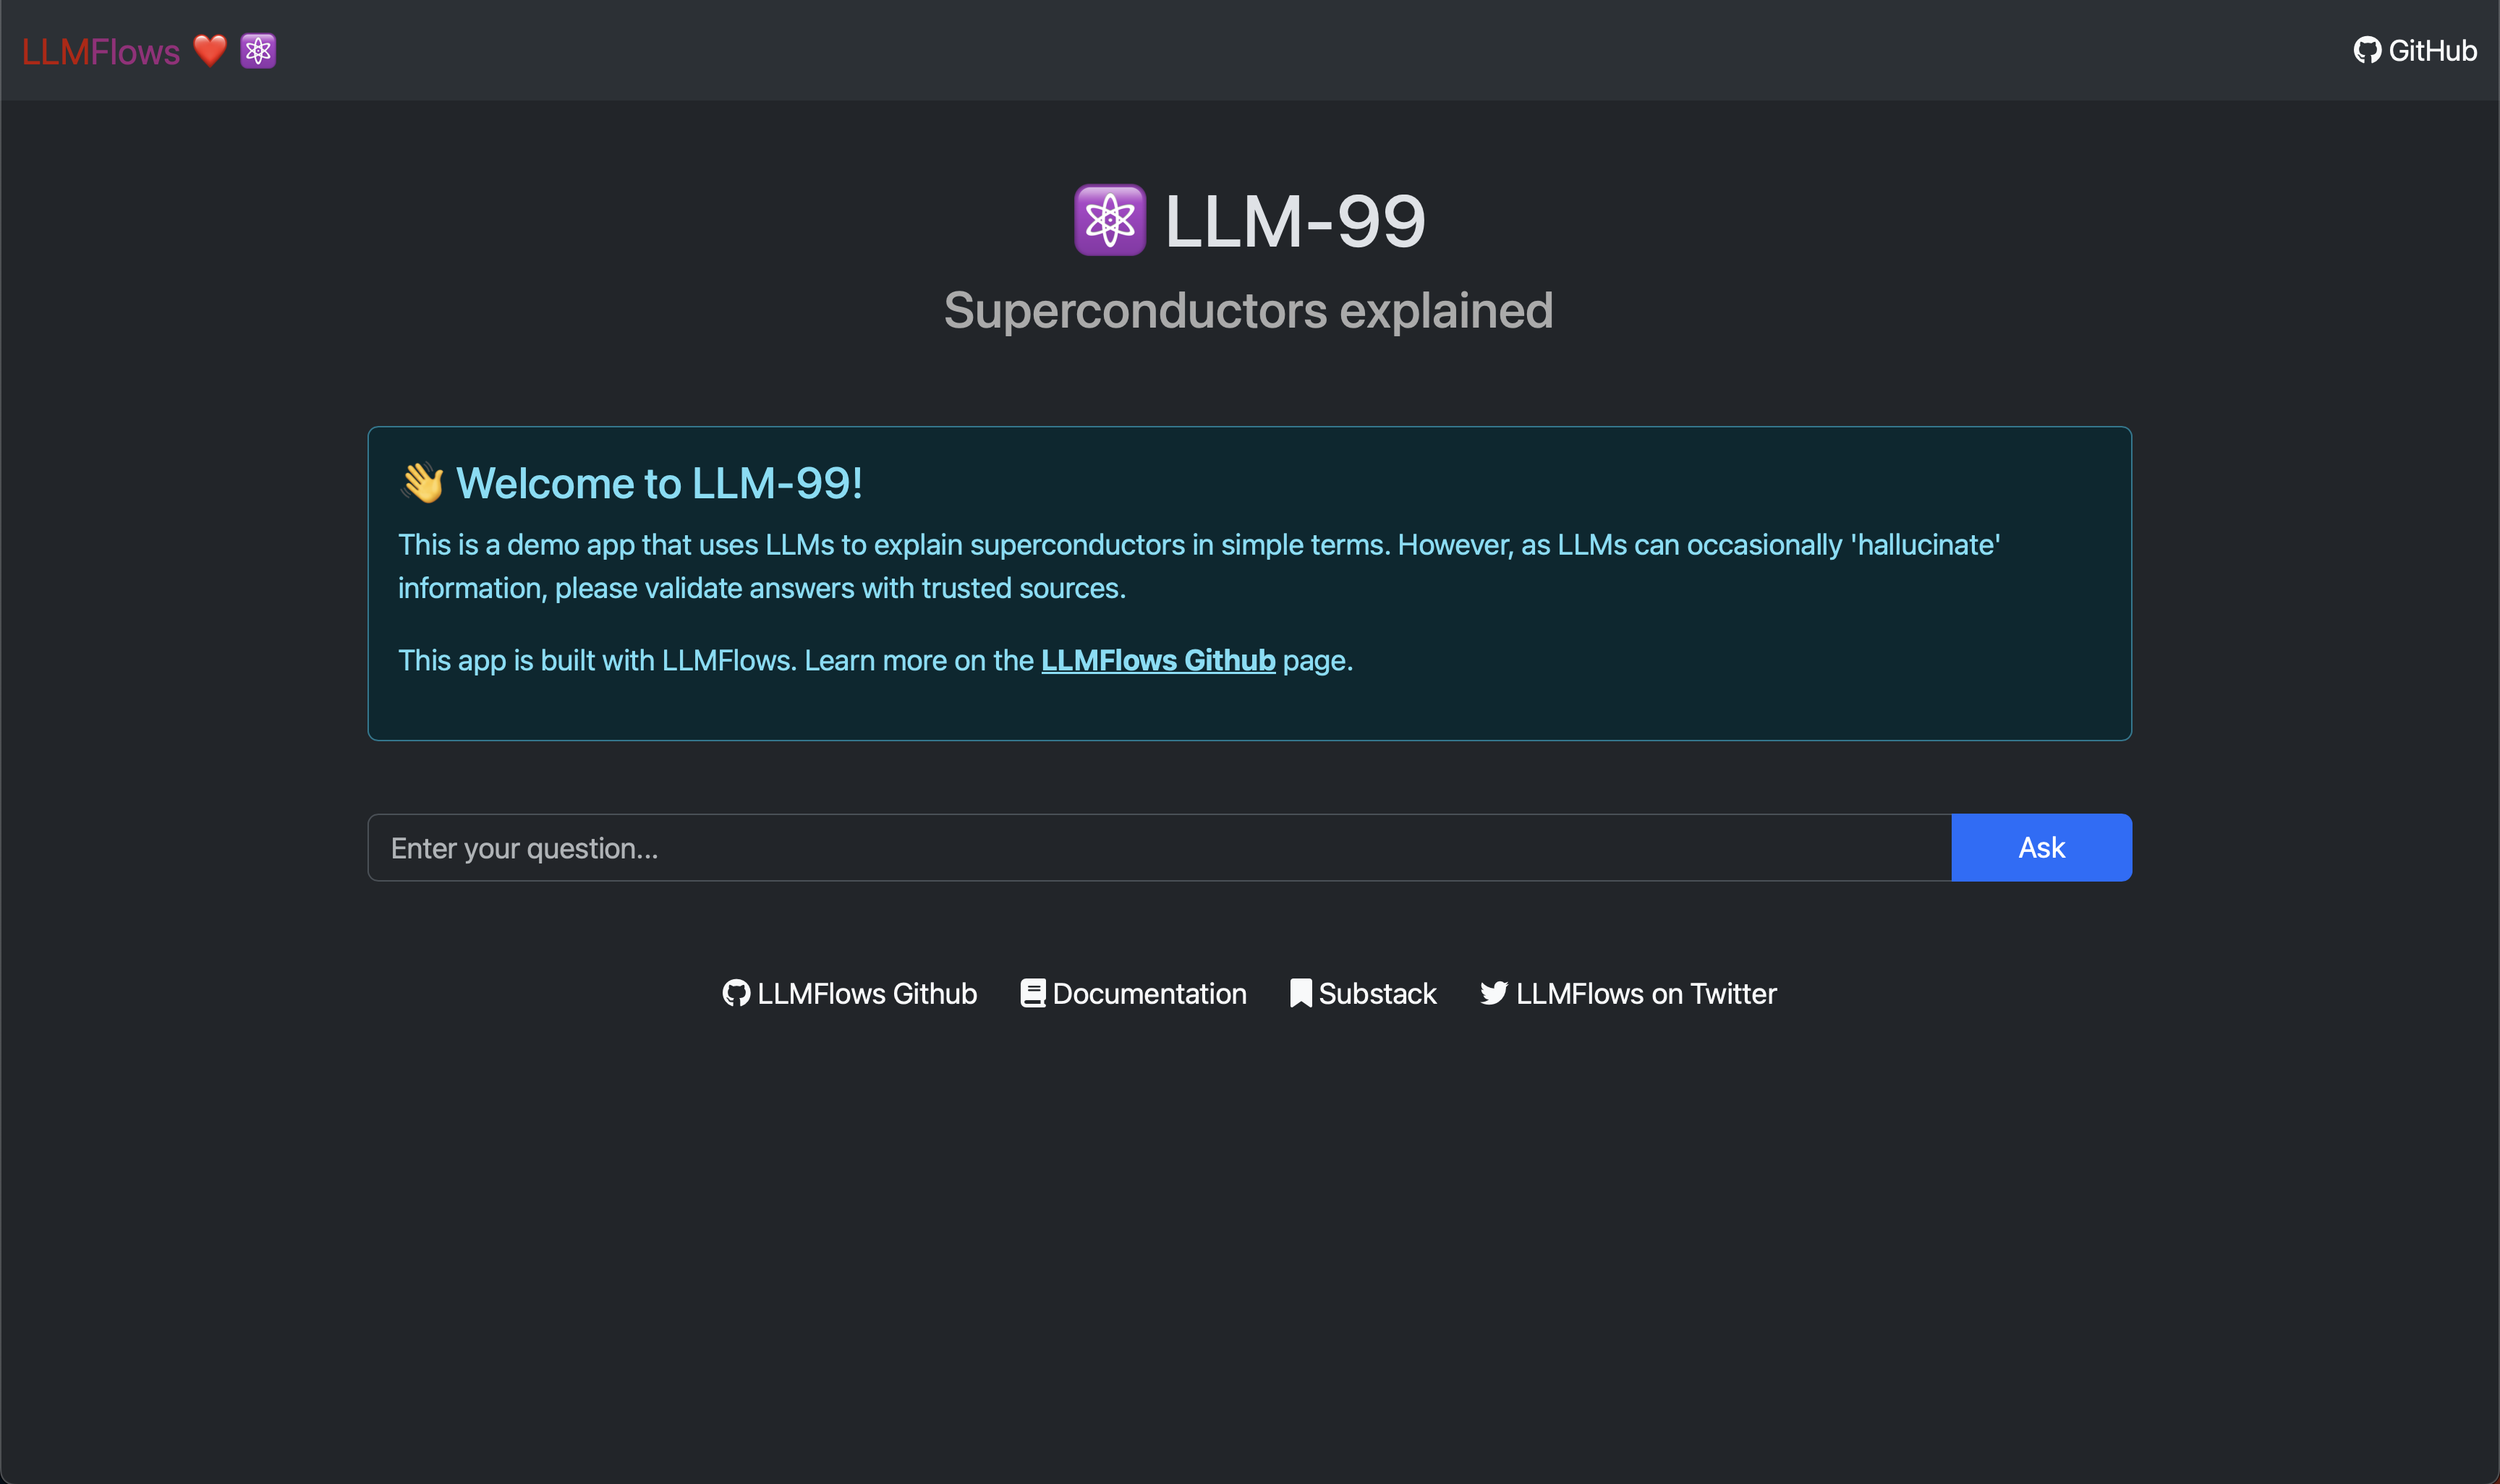 LLMFlows ❤️ ⚛️
GitHub
⚛️ LLM-99
Superconductors explained
👋 Welcome to LLM-99!
This is a demo app that uses LLMs to explain superconductors in simple terms. However, as LLMs can occasionally 'hallucinate'
information, please validate answers with trusted sources.
This app is built with LLMFlows. Learn more on the LLMFlows Github page.
Enter your question...
Ask
LLMFlows Github Documentation Substack LLMFlows on Twitter